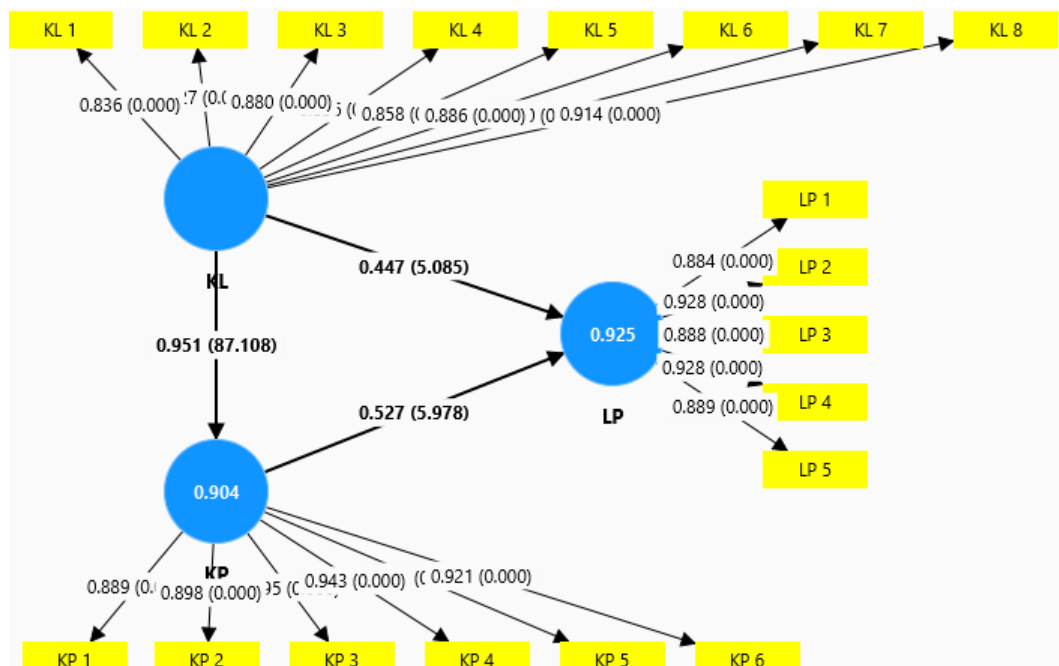 KL 1
KL 2
KL 3
KL 4
KL 5
KL 6
KL 7
KL 8
0.836 (0.000)
0.880 (0.000)
0.858
0.886 (0.000)
0.914 (0.000)
KL
0.447 (5.085)
0.951 (87.108)
0.527 (5.978)
0.925
LP
LP 1
0.884 (0.000)
LP 2
0.928 (0.000)
LP 3
0.888 (0.000)
0.928 (0.000)
LP 4
0.889 (0.000)
LP 5
0.904
KP
0.889
0.898 (0.000)
0.943 (0.000)
0.921 (0.000)
KP 1
KP 2
KP 3
KP 4
KP 5
KP 6